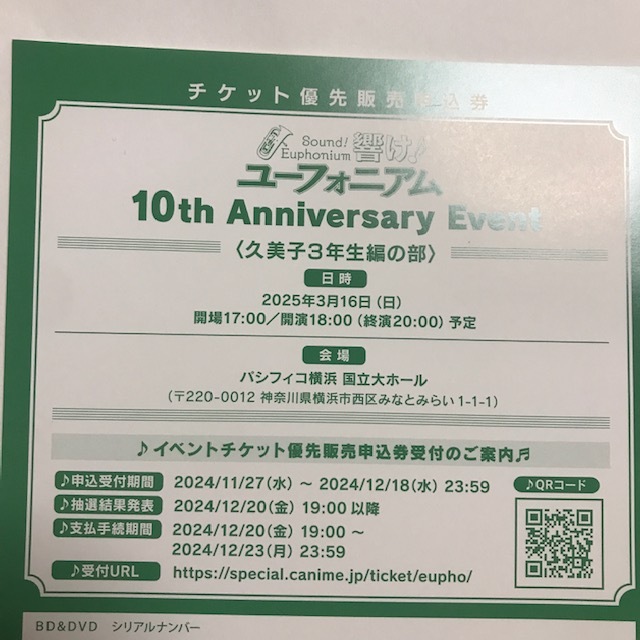 チケット優先販売申込券
Sound!
Euphonium
響け!
ユーフォニアム
10th Anniversary Event
〈久美子3年生編の部〉
日時
2025年3月16日(日)
開場17:00/開演18:00(終演20:00)予定
会場
パシフィコ横浜 国立大ホール
(〒220-0012 神奈川県横浜市西区みなとみらい1-1-1)
♪イベントチケット優先販売申込券受付のご案内♬
♪申込受付期間 2024/11/27(水) ~ 2024/12/18(水) 23:59
♪抽選結果発表 2024/12/20(金) 19:00 以降
♪支払手続期間 2024/12/20(金) 19:00 ~
2024/12/23(月) 23:59
♪受付URL https://special.canime.jp/ticket/eupho/
♪QRコード
BD&DVD シリアルナンバー